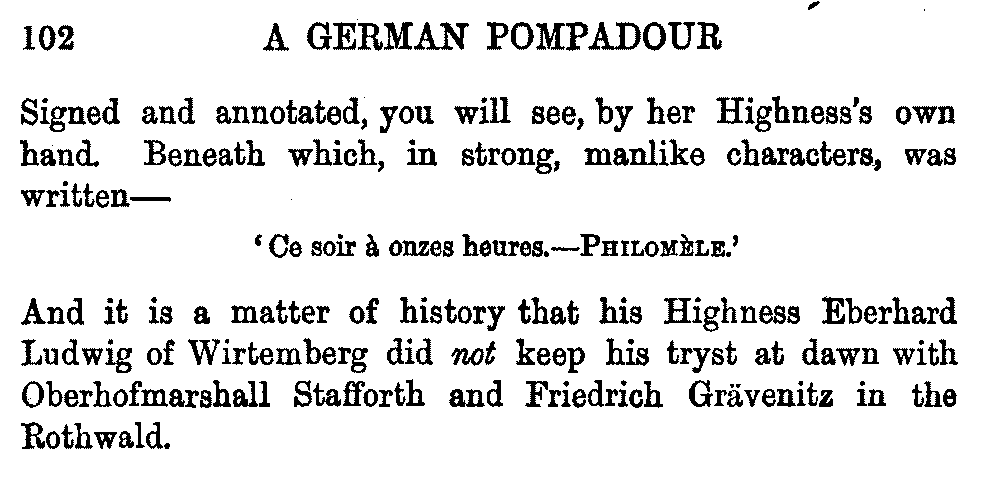 102 A GERMAN POMPADOUR
Signed and annotated, you will see, by her Highness's own
hand. Beneath which, in strong, manlike characters, was
written—
‘Ce soir à onzes heures.—PHILOMÈLE.’
And it is a matter of history that his Highness Eberhard
Ludwig of Wirtemberg did not keep his tryst at dawn with
Oberhofmarshall Stafforth and Friedrich Grävenitz in the
Rothwald.